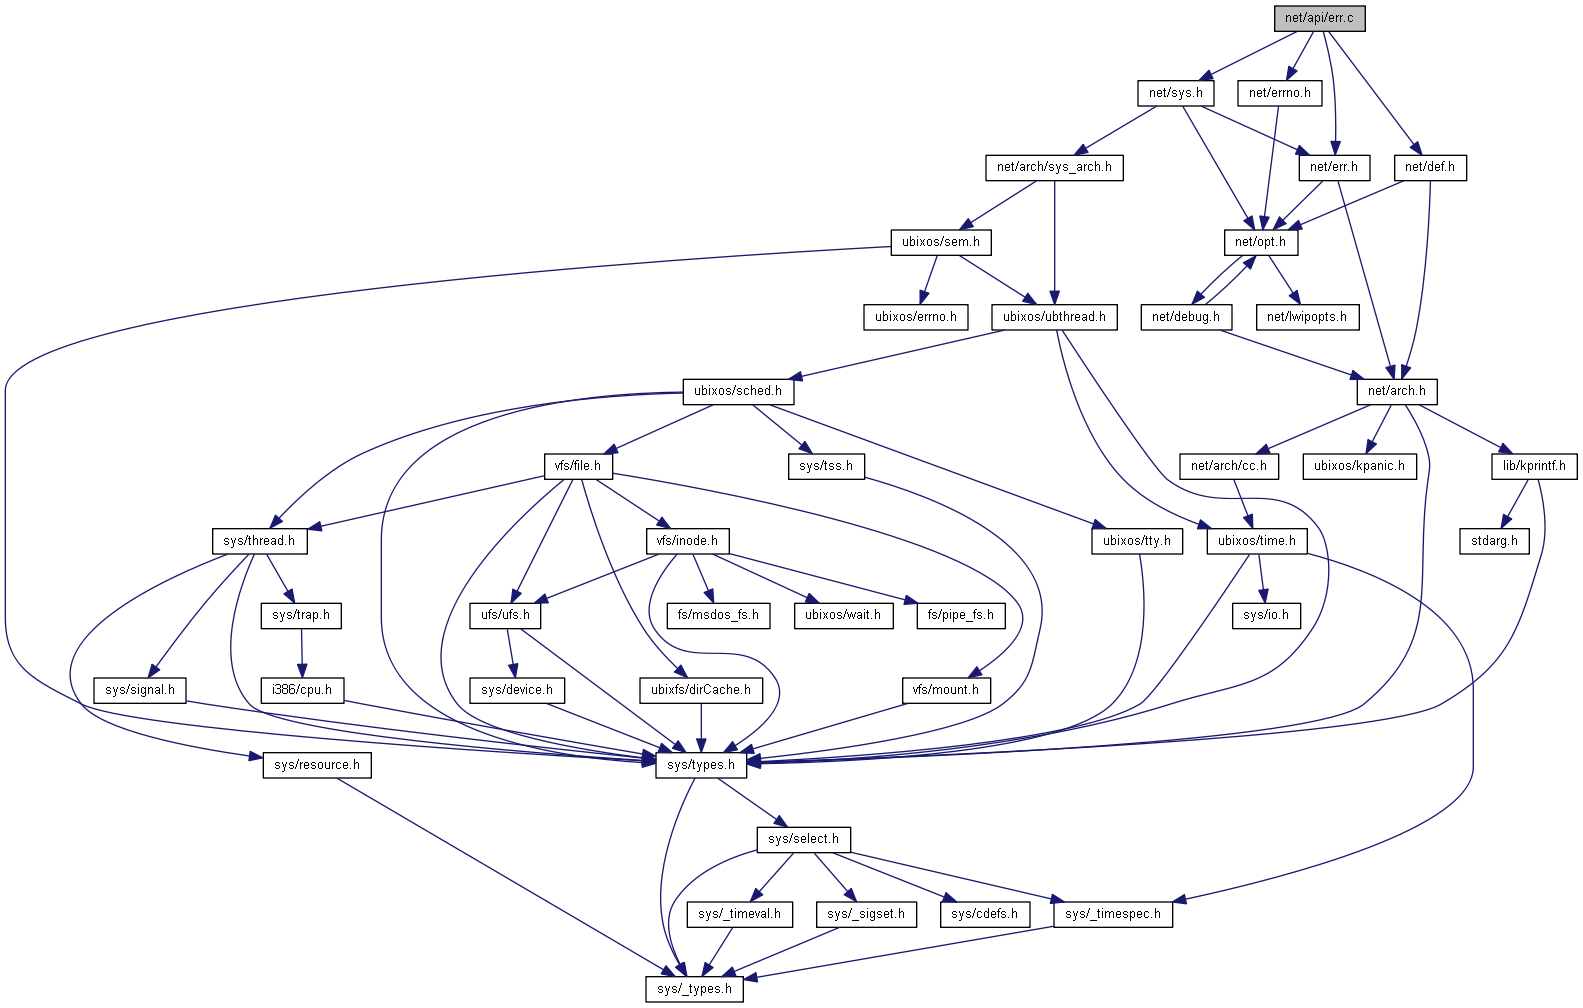 net/api/err.c
net/sys.h
net/errno.h
net/arch/sys_arch.h
net/err.h
net/def.h
ubixos/sem.h
net/opt.h
ubixos/errno.h
ubixos/ubthread.h
net/debug.h
net/lwipopts.h
ubixos/sched.h
net/arch.h
vfs/file.h
sys/tss.h
net/arch/cc.h
ubixos/kpanic.h
lib/kprintf.h
sys/thread.h
vfs/inode.h
ubixos/tty.h
ubixos/time.h
stdarg.h
sys/trap.h
ufs/ufs.h
fs/msdos_fs.h
ubixos/wait.h
fs/pipe_fs.h
sys/io.h
sys/signal.h
i386/cpu.h
sys/device.h
ubixfs/dirCache.h
vfs/mount.h
sys/resource.h
sys/types.h
sys/select.h
sys/_timeval.h
sys/_sigset.h
sys/cdefs.h
sys/_timespec.h
sys/_types.h